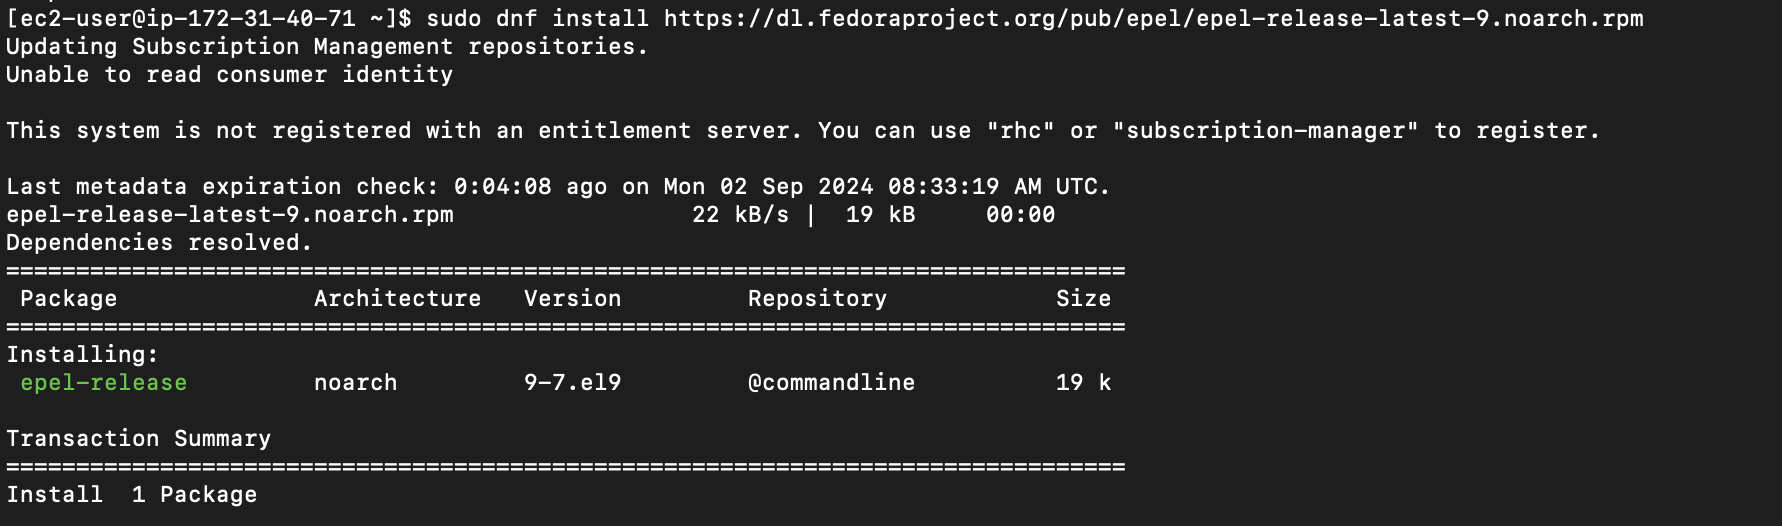 [ec2-user@ip-172-31-40-71 ~]$ sudo dnf install https://dl.fedoraproject.org/pub/epel/epel-release-latest-9.noarch.rpm
Updating Subscription Management repositories.
Unable to read consumer identity
This system is not registered with an entitlement server. You can use "rhc" or "subscription-manager" to register.
Last metadata expiration check: 0:04:08 ago on Mon 02 Sep 2024 08:33:19 AM UTC.
epel-release-latest-9.noarch.rpm                 22 kB/s |  19 kB     00:00
Dependencies resolved.
================================================================================
 Package              Architecture   Version         Repository            Size
================================================================================
Installing:
 epel-release         noarch         9-7.el9         @commandline          19 k
Transaction Summary
================================================================================
Install  1 Package